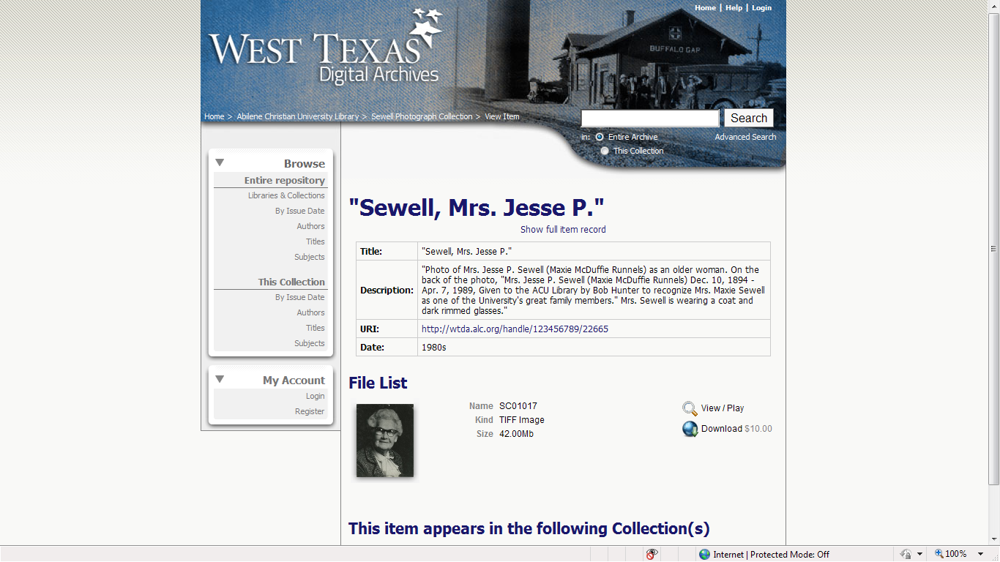 Home | Help | Login
WEST TEXAS
Digital Archives
BUFFALO GAP
Home > Abilene Christian University Library > Sewell Photograph Collection > View Item
Search
in: Entire Archive
Advanced Search
This Collection
Browse
Entire repository
Libraries & Collections
By Issue Date
Authors
Titles
Subjects
This Collection
By Issue Date
Authors
Titles
Subjects
My Account
Login
Register
"Sewell, Mrs. Jesse P."
Show full item record
Title: "Sewell, Mrs. Jesse P."
Description: "Photo of Mrs. Jesse P. Sewell (Maxie McDuffie Runnels) as an older woman. On the
back of the photo, "Mrs. Jesse P. Sewell (Maxie McDuffie Runnels) Dec. 10, 1894 -
Apr. 7, 1989, Given to the ACU Library by Bob Hunter to recognize Mrs. Maxie Sewell
as one of the University's great family members." Mrs. Sewell is wearing a coat and
dark rimmed glasses."
URI: http://wtda.alc.org/handle/123456789/22665
Date: 1980s
File List
Name SC01017
Kind TIFF Image
Size 42.00Mb
View / Play
Download $10.00
This item appears in the following Collection(s)
Internet | Protected Mode: Off
100%